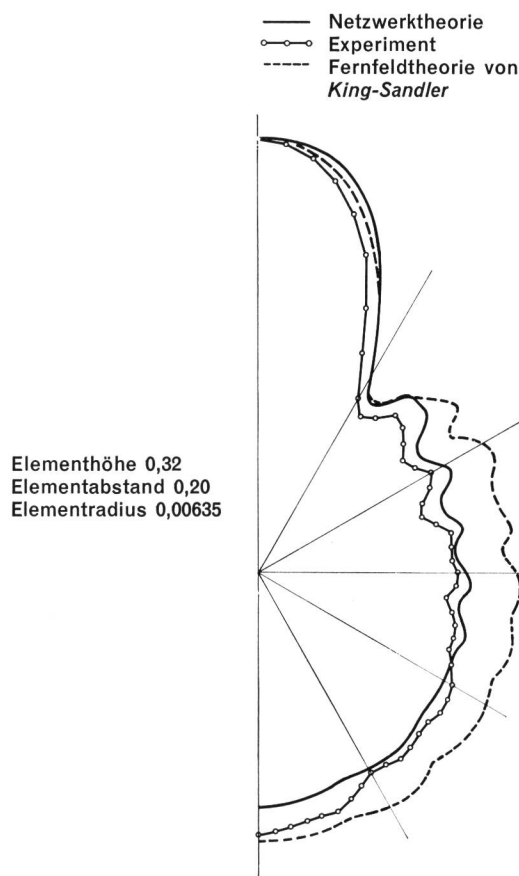 Netzwerktheorie
Experiment
Fernfeldtheorie von
King-Sandler
Elementhöhe 0,32
Elementabstand 0,20
Elementradius 0,00635